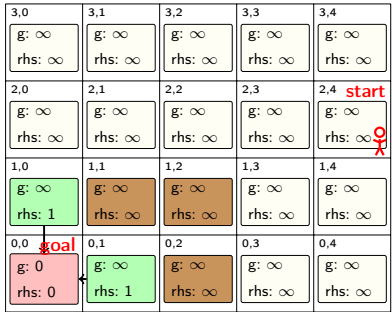 3,0 3,1 3,2 3,3 3,4
g: ∞ g: ∞ g: ∞ g: ∞ g: ∞
rhs: ∞ rhs: ∞ rhs: ∞ rhs: ∞ rhs: ∞
2,0 2,1 2,2 2,3 2,4 start
g: ∞ g: ∞ g: ∞ g: ∞ g: ∞
rhs: ∞ rhs: ∞ rhs: ∞ rhs: ∞ rhs: ∞
1,0 1,1 1,2 1,3 1,4
g: ∞ g: ∞ g: ∞ g: ∞ g: ∞
rhs: 1 rhs: ∞ rhs: ∞ rhs: ∞ rhs: ∞
0,0 goal 0,1 0,2 0,3 0,4
g: 0 g: ∞ g: ∞ g: ∞ g: ∞
rhs: 0 rhs: 1 rhs: ∞ rhs: ∞ rhs: ∞